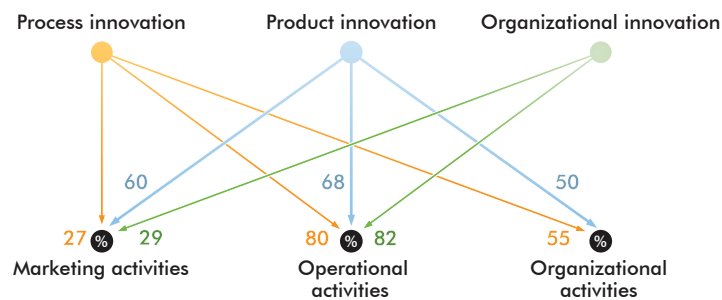 Process innovation Product innovation Organizational innovation
60 68 50
27 % 29 80 % 82 55 %
Marketing activities Operational activities Organizational activities